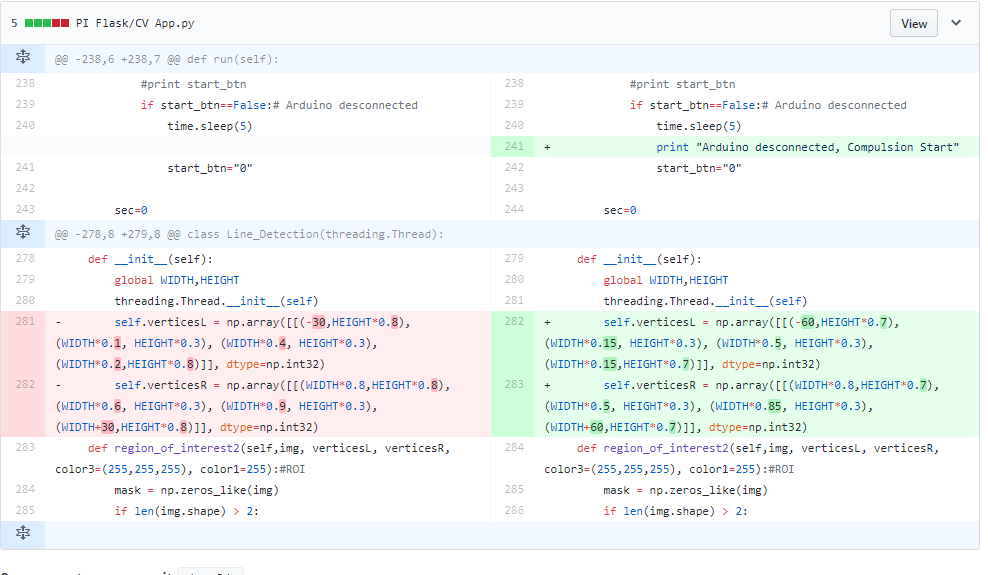 5 PI Flask/CV App.py View
@@ -238,6 +238,7 @@ def run(self):
238 #print start_btn 238 #print start_btn
239 if start_btn==False:# Arduino desconnected 239 if start_btn==False:# Arduino desconnected
240 time.sleep(5) 240 time.sleep(5)
241 + print "Arduino desconnected, Compulsion Start"
241 start_btn="0" 242 start_btn="0"
242 243
243 sec=0 244 sec=0
@@ -278,8 +279,8 @@ class Line_Detection(threading.Thread):
278 def __init__(self): 279 def __init__(self):
279 global WIDTH,HEIGHT 280 global WIDTH,HEIGHT
280 threading.Thread.__init__(self) 281 threading.Thread.__init__(self)
281 - self.verticesL = np.array([[(-30,HEIGHT*0.8), 282 + self.verticesL = np.array([[(-60,HEIGHT*0.7),
(WIDTH*0.1, HEIGHT*0.3), (WIDTH*0.4, HEIGHT*0.3), (WIDTH*0.15, HEIGHT*0.3), (WIDTH*0.5, HEIGHT*0.3),
(WIDTH*0.2,HEIGHT*0.8)]], dtype=np.int32) (WIDTH*0.15,HEIGHT*0.7)]], dtype=np.int32)
282 - self.verticesR = np.array([[(WIDTH*0.8,HEIGHT*0.8), 283 + self.verticesR = np.array([[(WIDTH*0.8,HEIGHT*0.7),
(WIDTH*0.6, HEIGHT*0.3), (WIDTH*0.9, HEIGHT*0.3), (WIDTH*0.5, HEIGHT*0.3), (WIDTH*0.85, HEIGHT*0.3),
(WIDTH+30,HEIGHT*0.8)]], dtype=np.int32) (WIDTH+60,HEIGHT*0.7)]], dtype=np.int32)
283 def region_of_interest2(self,img, verticesL, verticesR, 284 def region_of_interest2(self,img, verticesL, verticesR,
color3=(255,255,255), color1=255):#ROI color3=(255,255,255), color1=255):#ROI
284 mask = np.zeros_like(img) 285 mask = np.zeros_like(img)
285 if len(img.shape) > 2: 286 if len(img.shape) > 2: